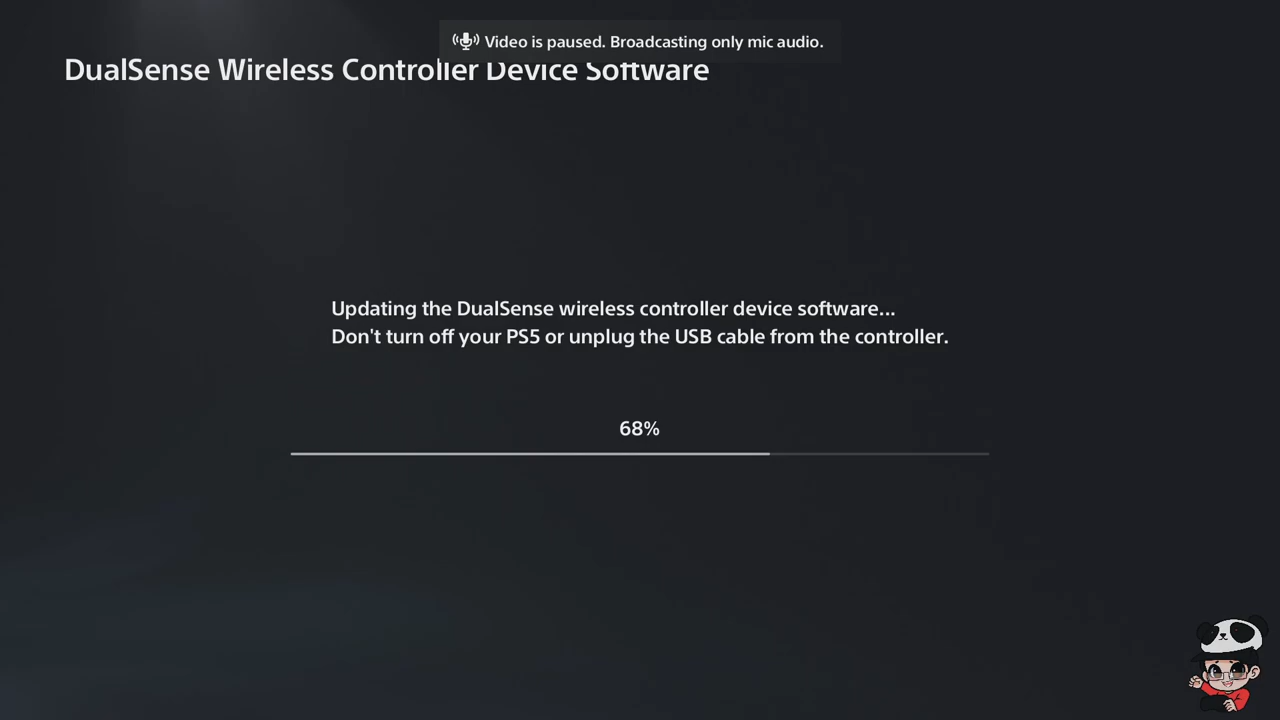 Video is paused. Broadcasting only mic audio.
DualSense Wireless Controller Device Software
Updating the DualSense wireless controller device software...
Don't turn off your PS5 or unplug the USB cable from the controller.
68%